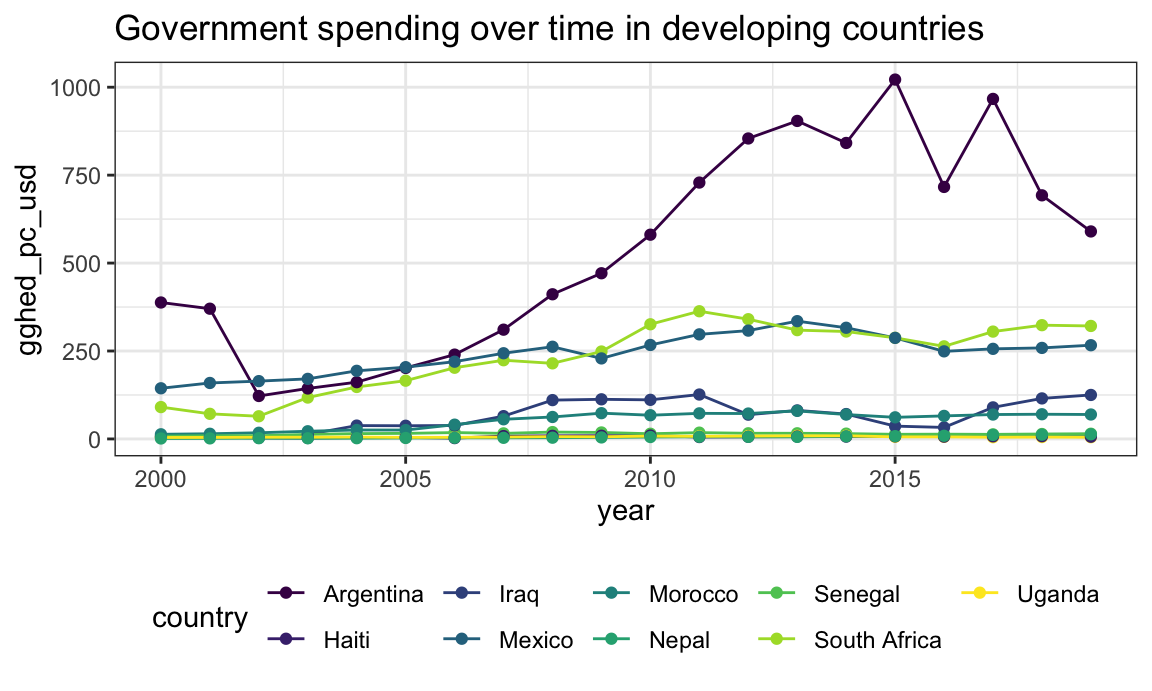 Government spending over time in developing countries
1000
750
500
250
0
gghed_pc_usd
2000 2005 2010 2015
year
country
Argentina Iraq Morocco Senegal Uganda
Haiti Mexico Nepal South Africa